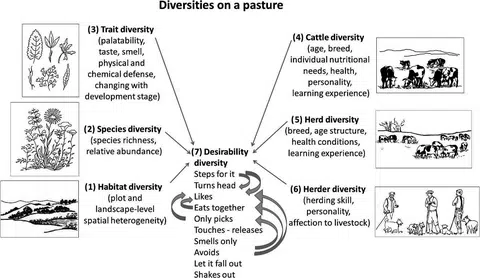 Diversities on a pasture
(3) Trait diversity
(palatability,
taste, smell,
physical and
chemical defense,
changing with
development stage)
(2) Species diversity
(species richness,
relative abundance)
(1) Habitat diversity
(plot and
landscape-level
spatial heterogeneity)
(7) Desirability
diversity
Steps for it
Turns head
Likes
Eats together
Only picks
Touches - releases
Smells only
Avoids
Let it fall out
Shakes out
(4) Cattle diversity
(age, breed,
individual nutritional
needs, health,
personality,
learning experience)
(5) Herd diversity
(breed, age structure,
health conditions,
learning experience)
(6) Herder diversity
(herding skill,
personality,
affection to livestock)